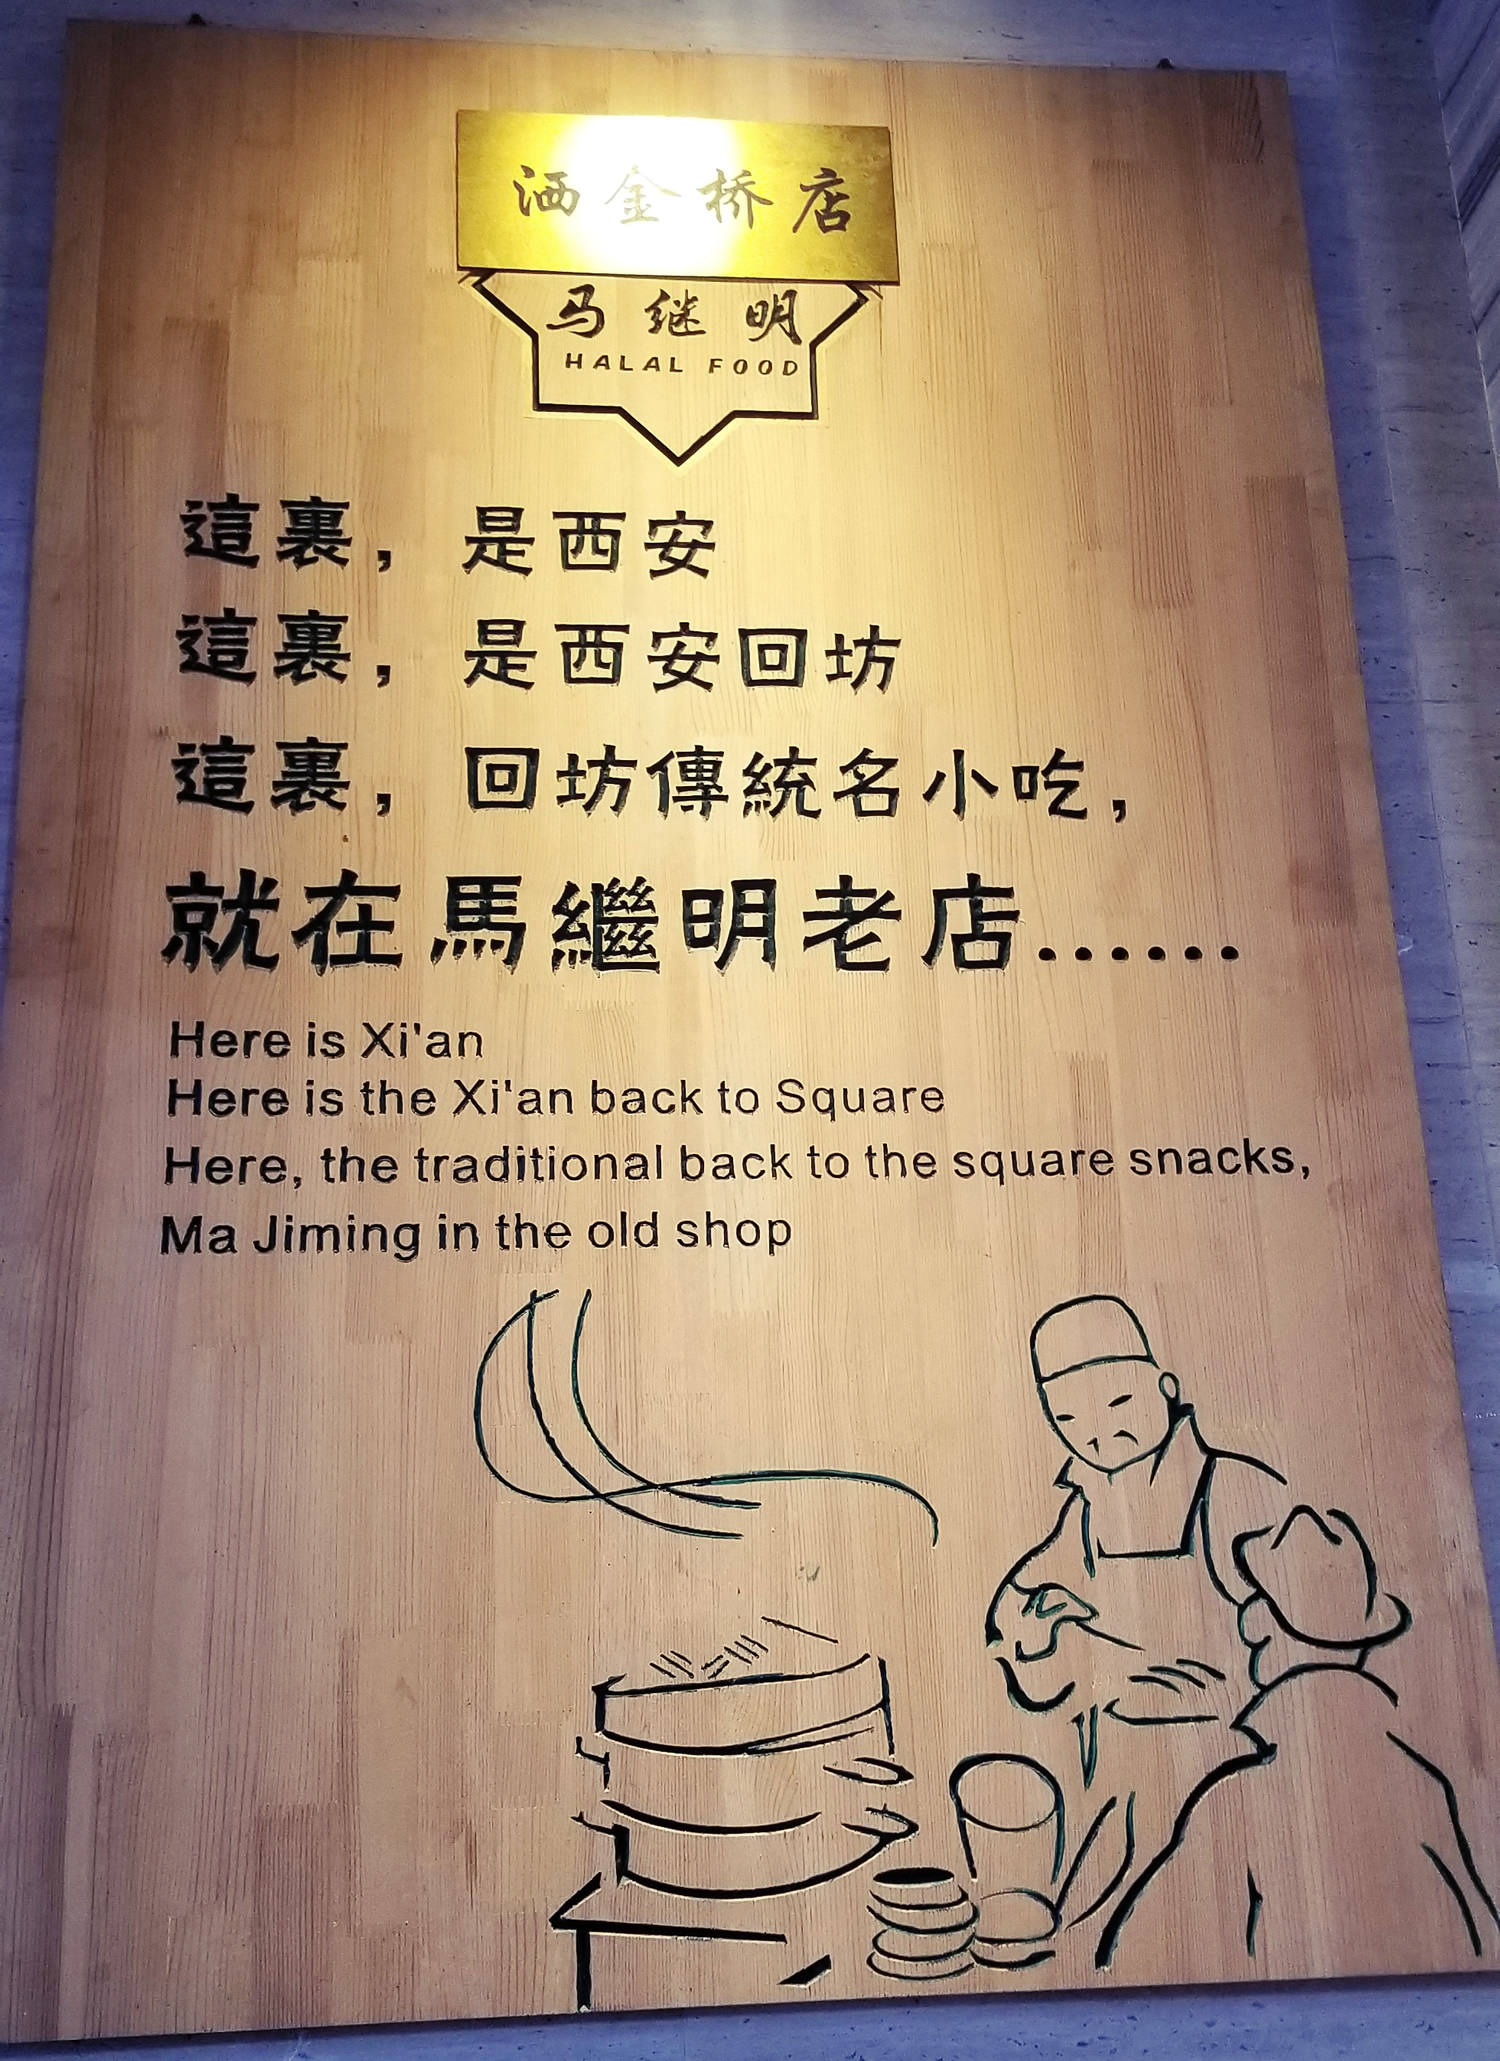 洒金桥店
马继明
HALAL FOOD
這裏，是西安
這裏，是西安回坊
這裏，回坊傳統名小吃，
就在馬繼明老店......
Here is Xi'an
Here is the Xi'an back to Square
Here, the traditional back to the square snacks,
Ma Jiming in the old shop